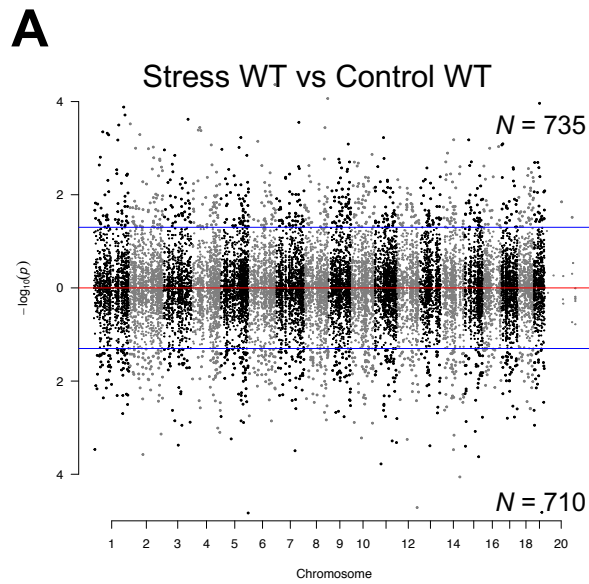 A
Stress WT vs Control WT
N = 735
4
2
0
2
4
−log₁₀(p)
N = 710
1 2 3 4 5 6 7 8 9 10 12 14 16 18 20
Chromosome